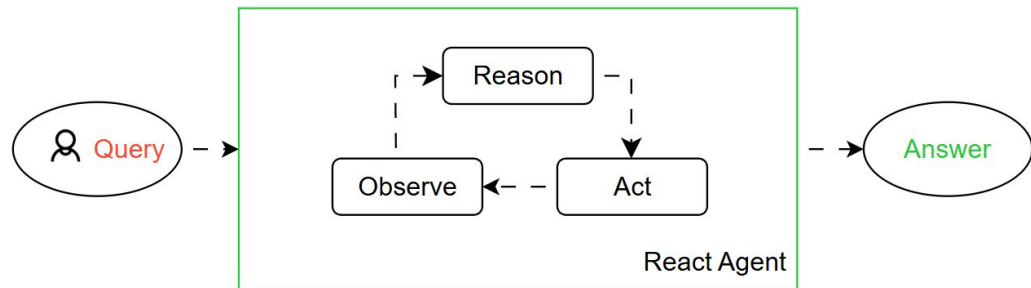 Query
Reason
Observe
Act
React Agent
Answer